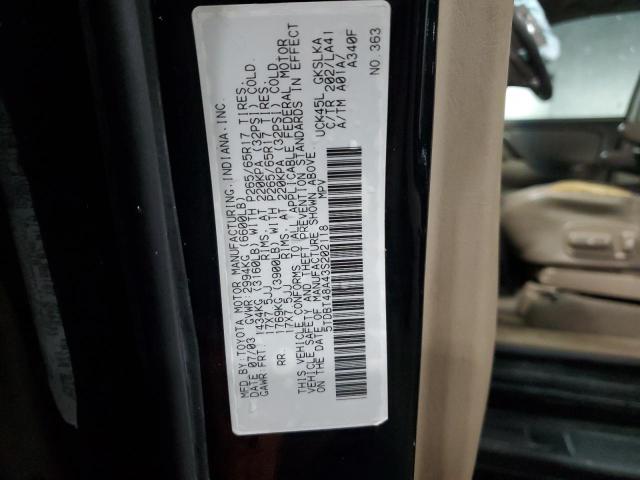 MFD BY:TOYOTA MOTOR MANUFACTURING,INDIANA,INC.
DATE 07/03 GVWR:2994KG (6600LB)
GAWR FRT: 1434KG (3160LB) WITH P265/65R17 TIRES,
17X7.5JJ RIMS, AT 220KPA (32PSI) COLD
RR: 1769KG (3900LB) WITH P265/65R17 TIRES,
17X7.5JJ RIMS, AT 220KPA (32PSI) COLD
THIS VEHICLE CONFORMS TO ALL APPLICABLE FEDERAL MOTOR
VEHICLE SAFETY AND THEFT PREVENTION STANDARDS IN EFFECT
ON THE DATE OF MANUFACTURE SHOWN ABOVE.
5TDBT48A43S202118 MPV
UCK45L GKSLKA
C/TR 202/LA41
A/TM A01A/
A340F
NO. 363